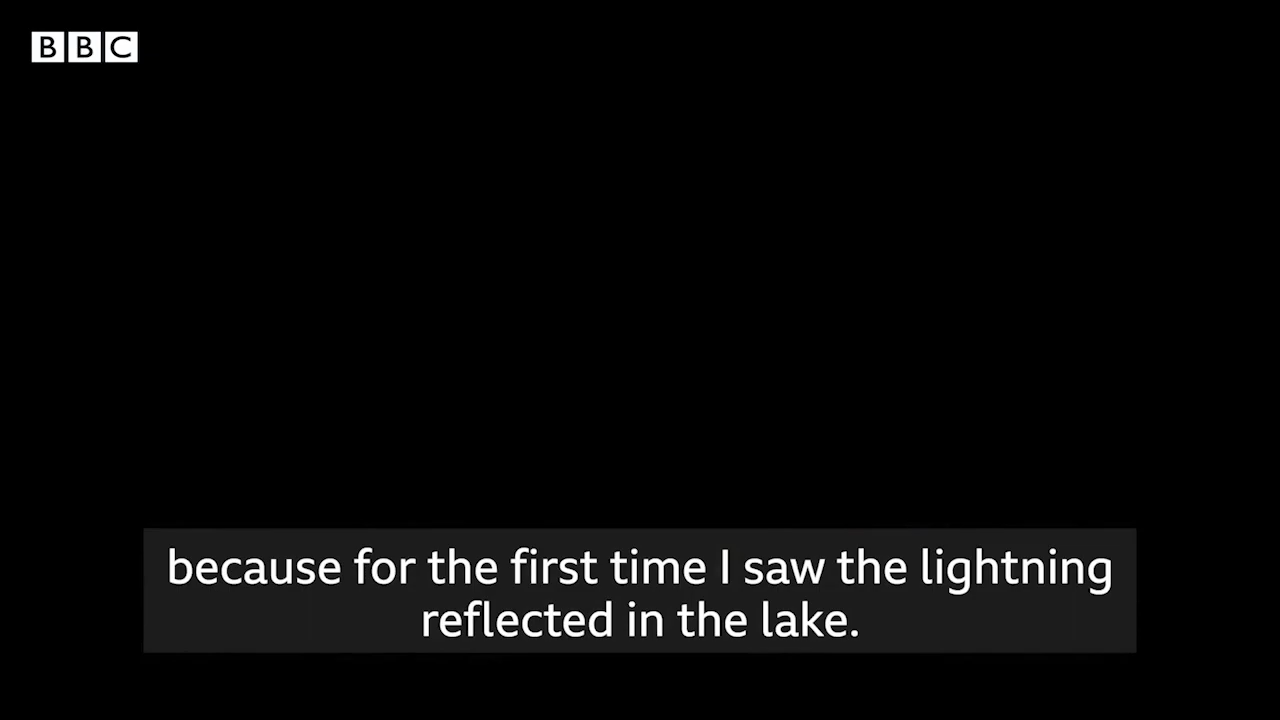 BBC
because for the first time I saw the lightning
reflected in the lake.